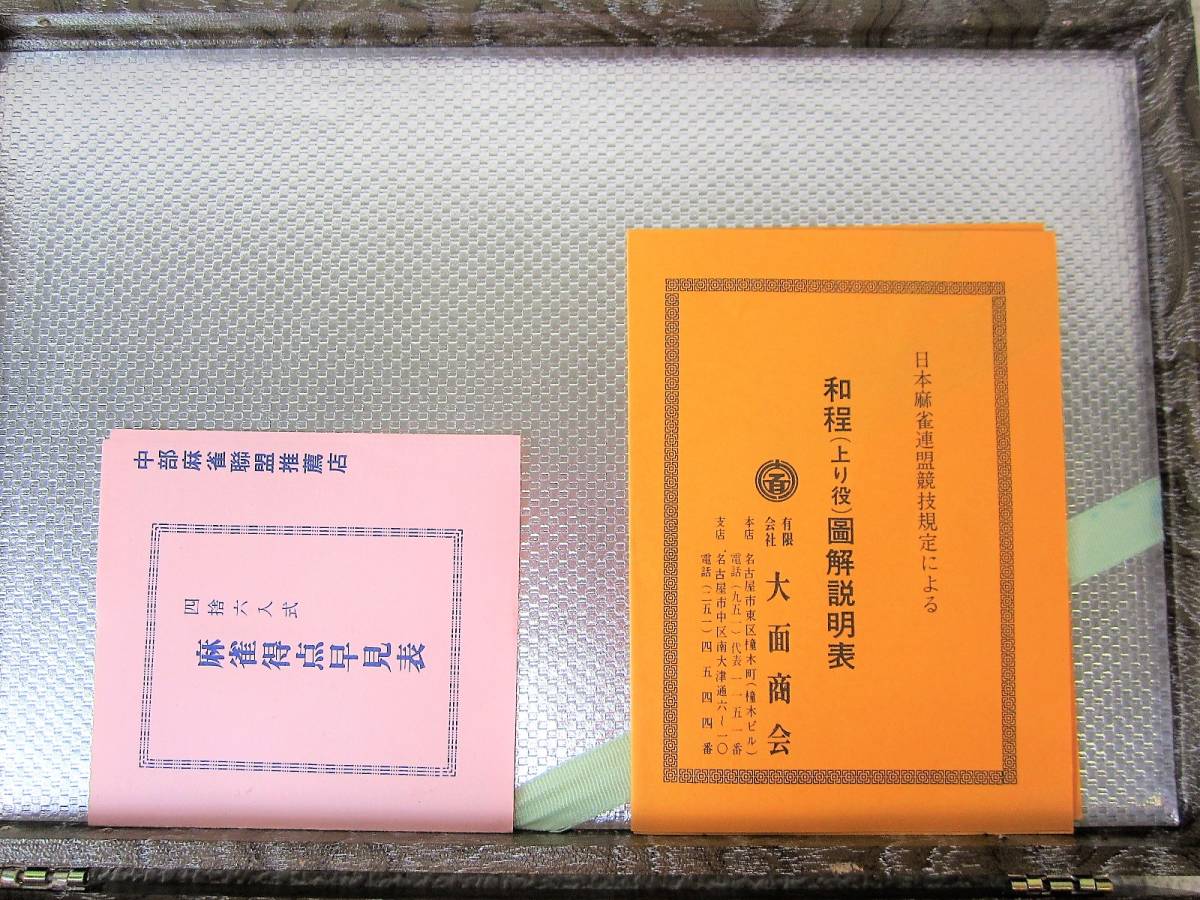 中部麻雀聯盟推薦店
四捨六入式
麻雀得点早見表
日本麻雀連盟競技規定による
和程(上り役)圖解説明表
有限会社 大面商会
本店 名古屋市東区橦木町(橦木ビル)
電話(九五一)代表一一五一番
支店 名古屋市中区南大津通六〜一〇
電話(二五一)四五四四番